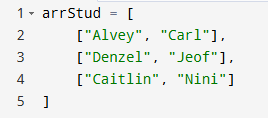 1 arrStud = [
2     ["Alvey", "Carl"],
3     ["Denzel", "Jeof"],
4     ["Caitlin", "Nini"]
5 ]